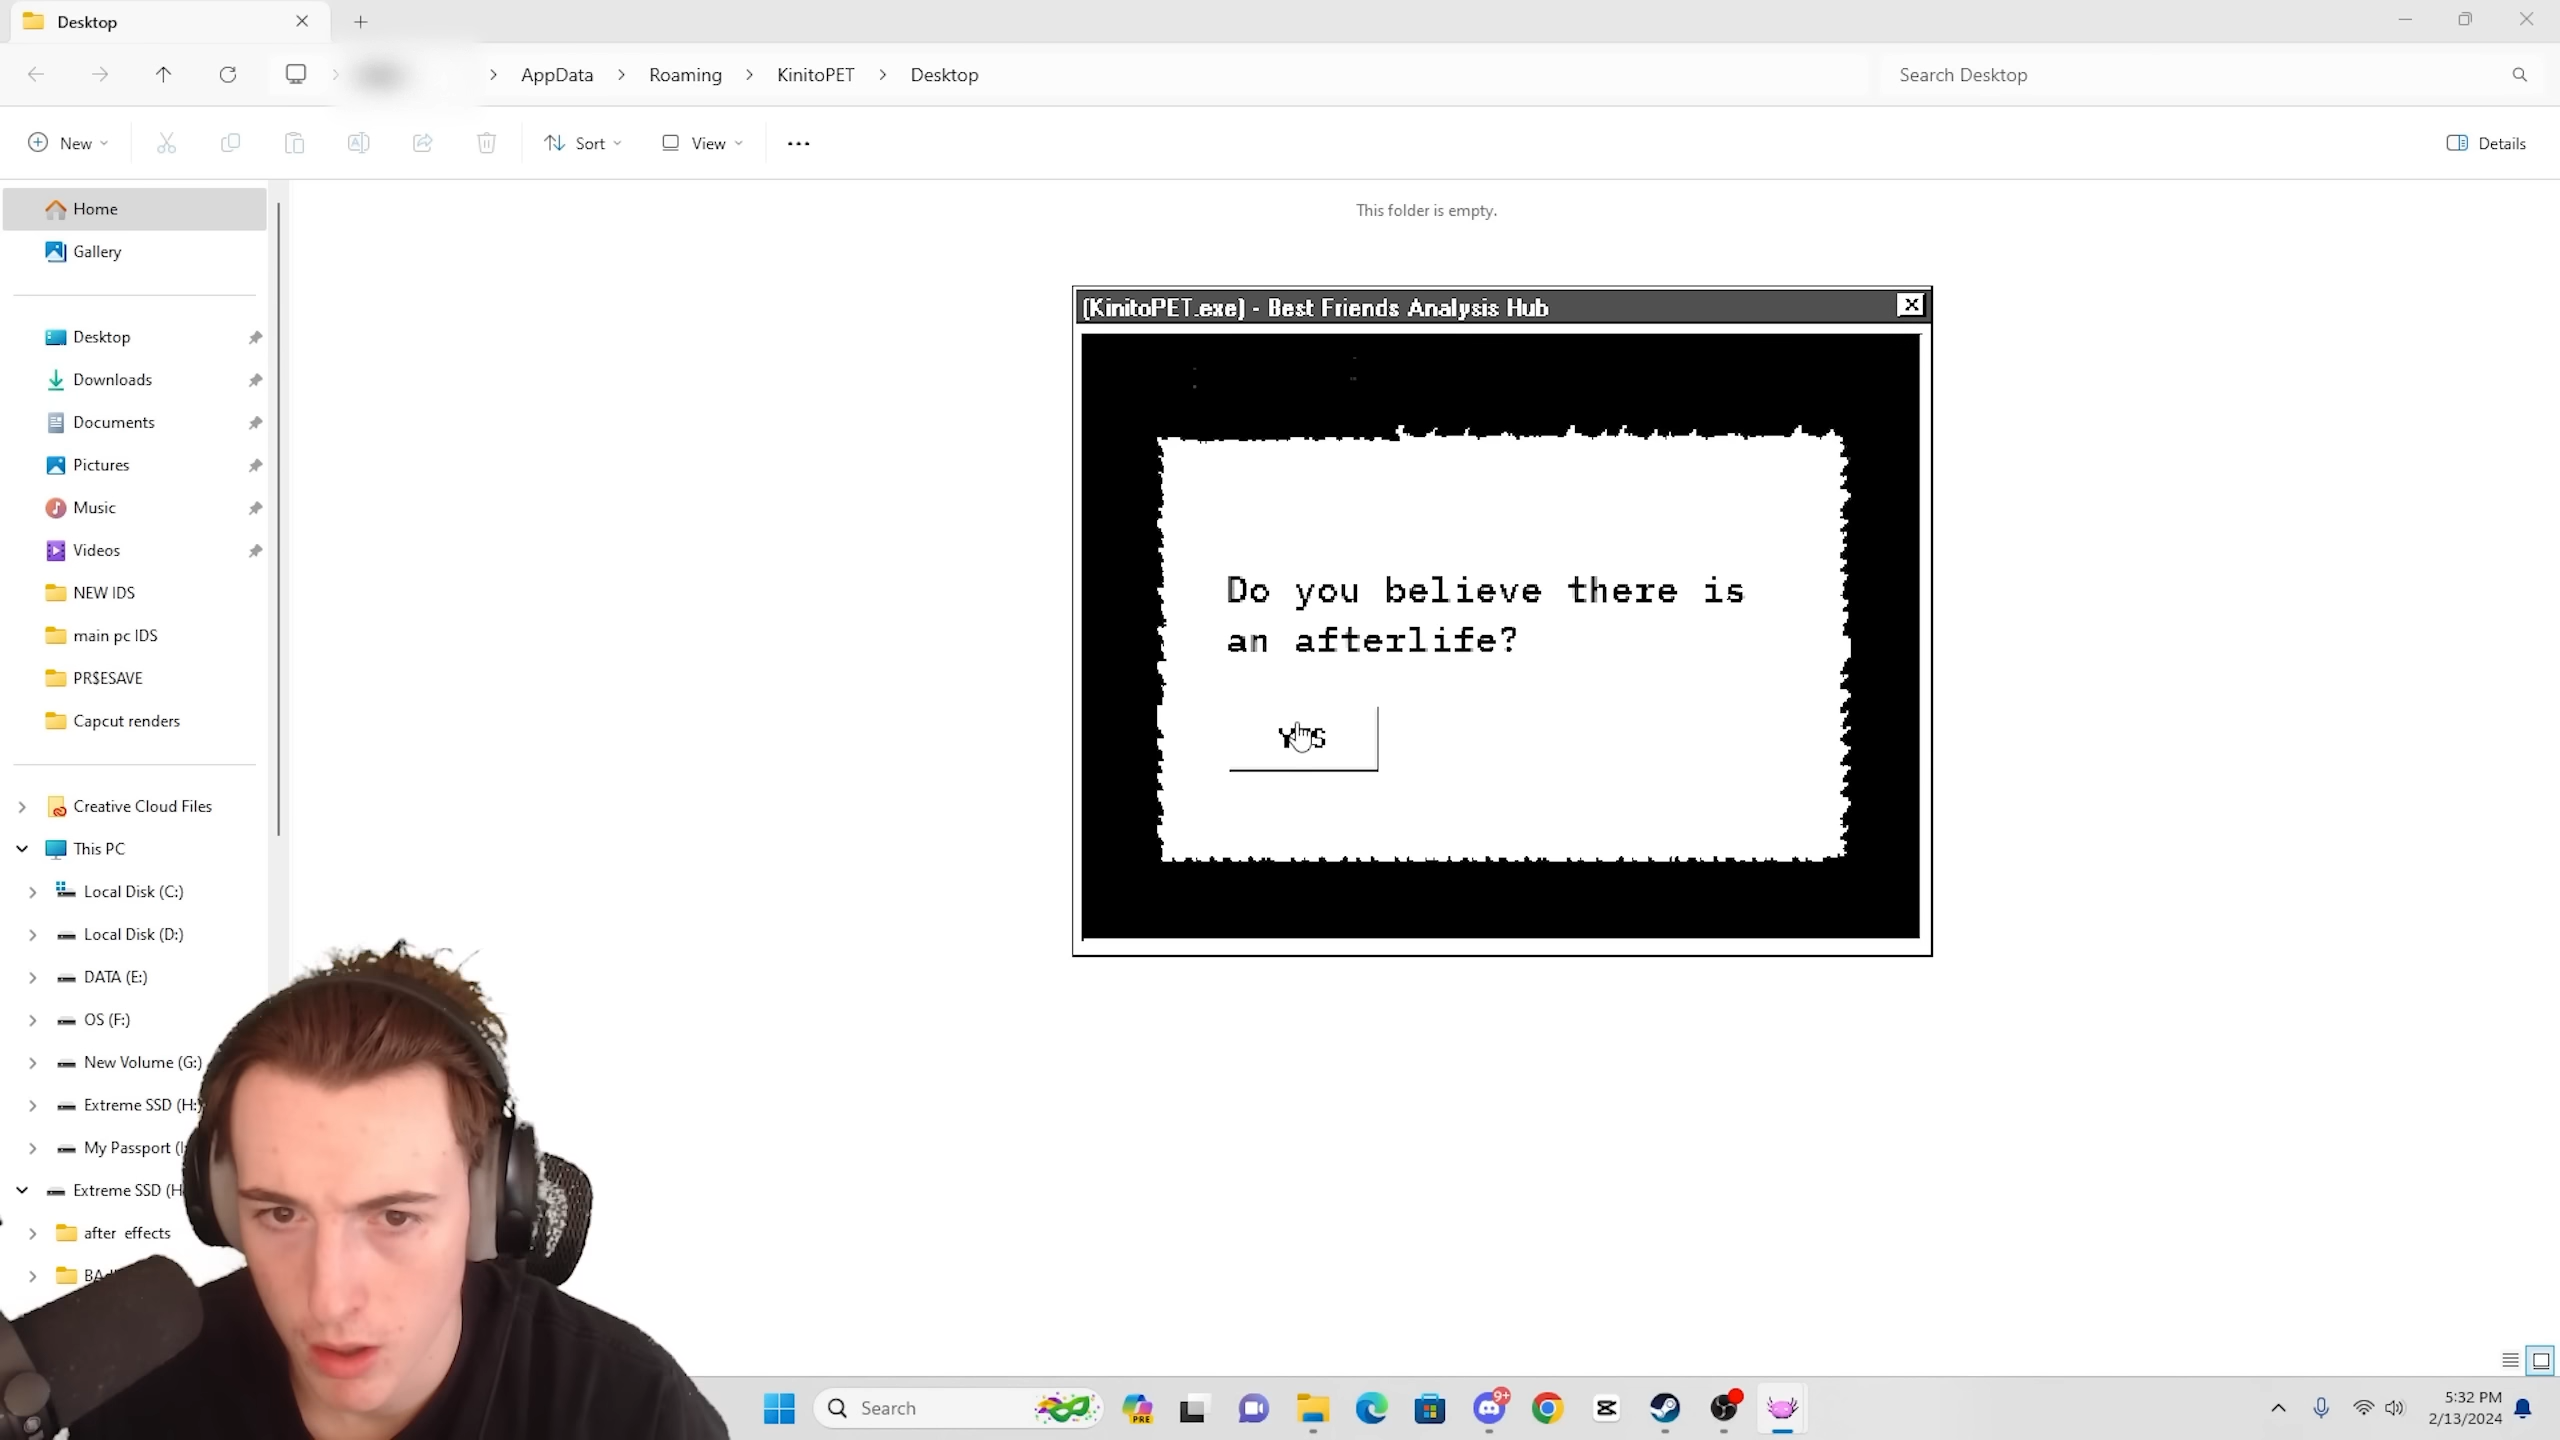 Desktop
AppData > Roaming > KinitoPET > Desktop
Search Desktop
New
Sort
View
Details
Home
Gallery
Desktop
Downloads
Documents
Pictures
Music
Videos
NEW IDS
main pc IDS
PR$ESAVE
Capcut renders
Creative Cloud Files
This PC
Local Disk (C:)
Local Disk (D:)
DATA (E:)
OS (F:)
New Volume (G:)
Extreme SSD (H:)
My Passport (
Extreme SSD (H
after effects
This folder is empty.
(KinitoPET.exe) - Best Friends Analysis Hub
Do you believe there is
an afterlife?
YES
Search
PRE
9+
5:32 PM
2/13/2024